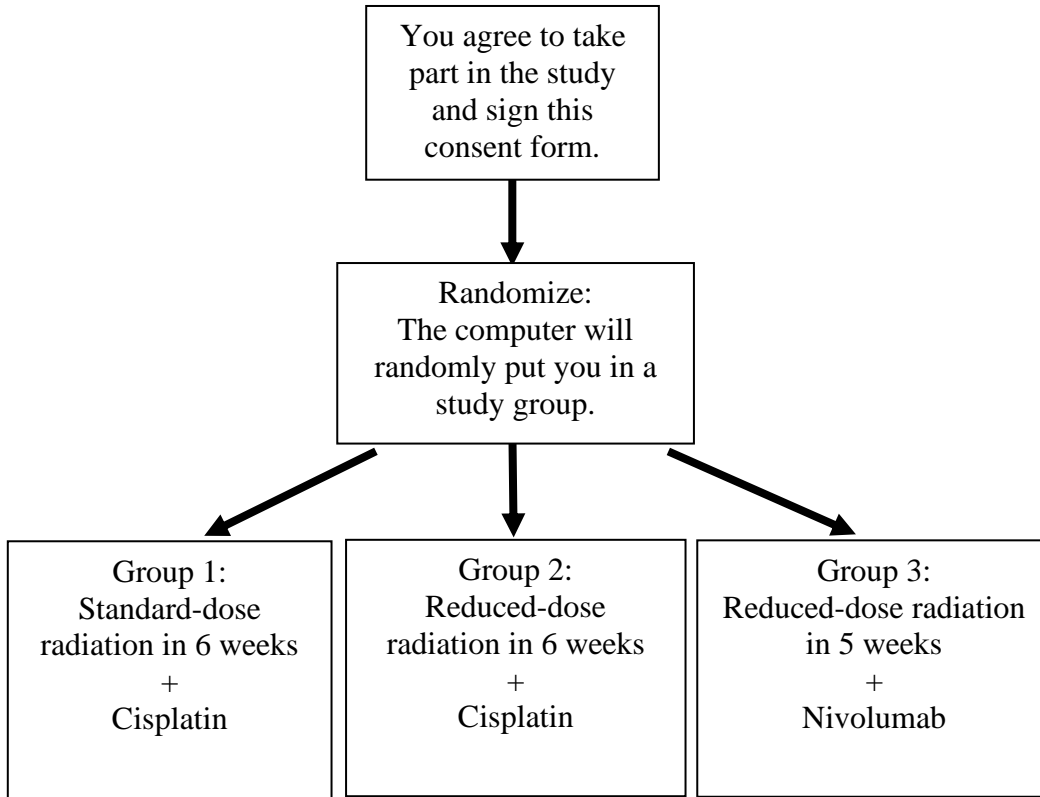 You agree to take
part in the study
and sign this
consent form.
Randomize:
The computer will
randomly put you in a
study group.
Group 1:
Standard-dose
radiation in 6 weeks
+
Cisplatin
Group 2:
Reduced-dose
radiation in 6 weeks
+
Cisplatin
Group 3:
Reduced-dose radiation
in 5 weeks
+
Nivolumab